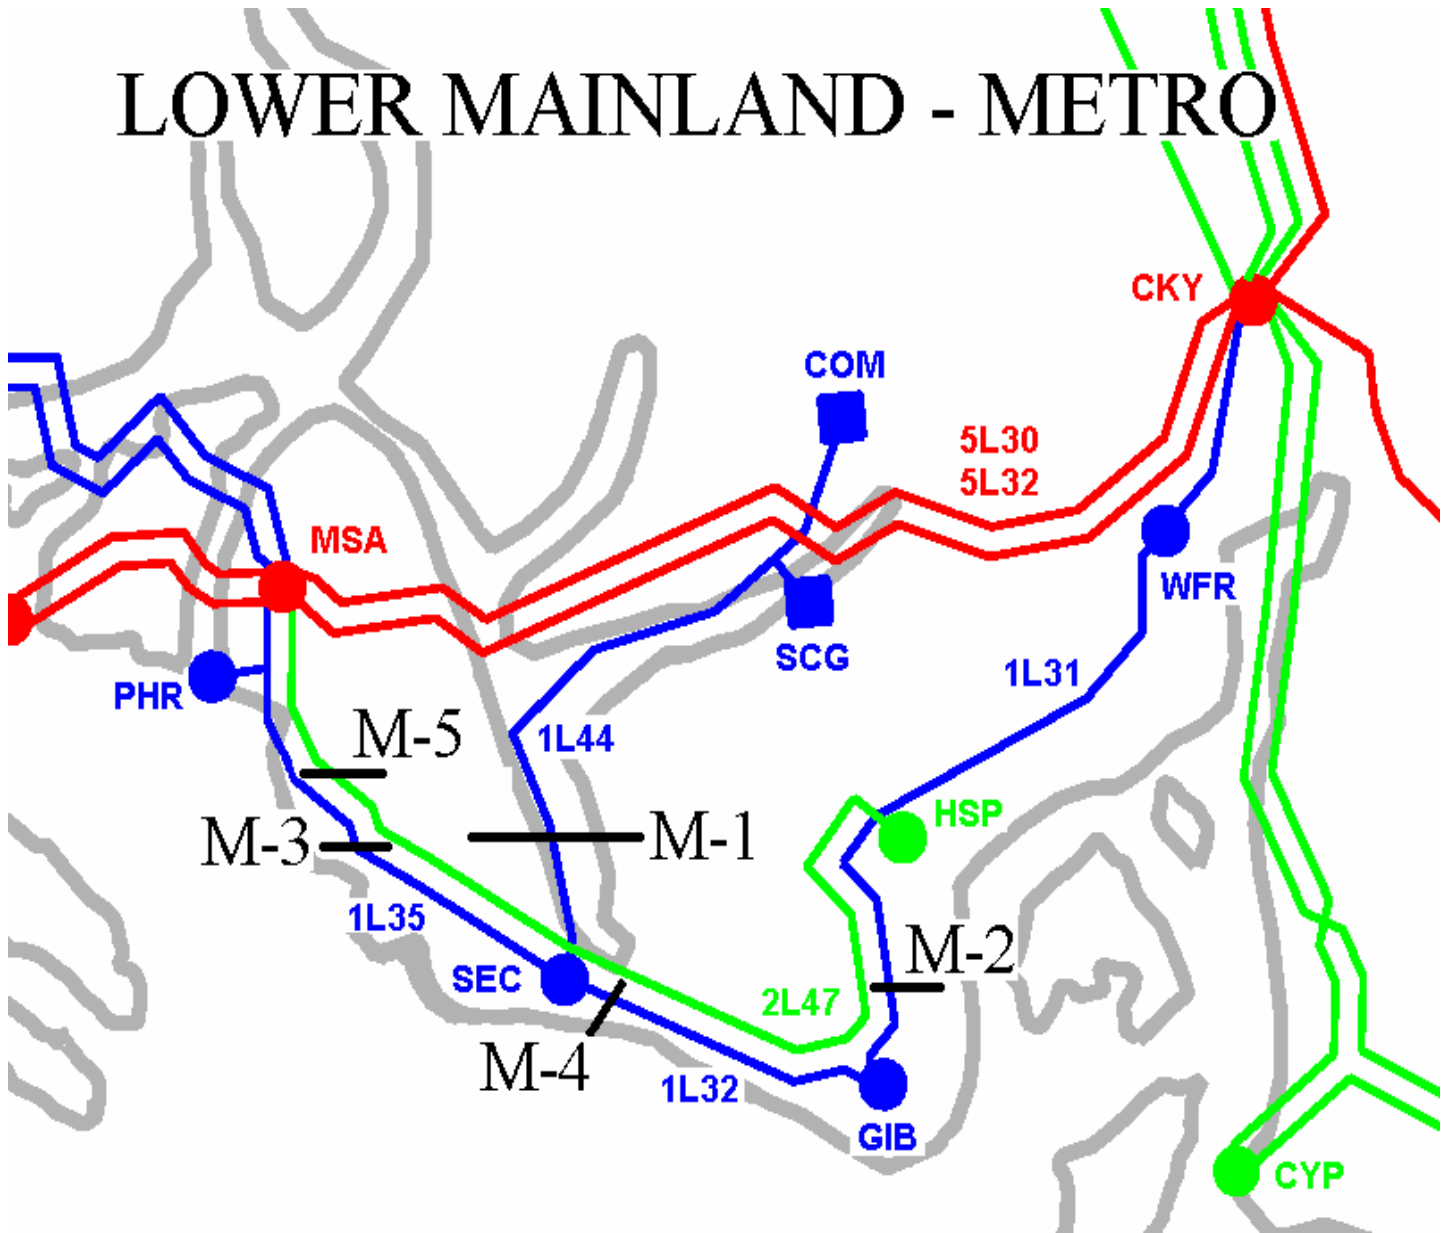 LOWER MAINLAND - METRO
CKY
COM
5L30
5L32
MSA
WFR
SCG
1L31
PHR
M-5
1L44
HSP
M-3
M-1
1L35
M-2
SEC
2L47
M-4
1L32
GIB
CYP